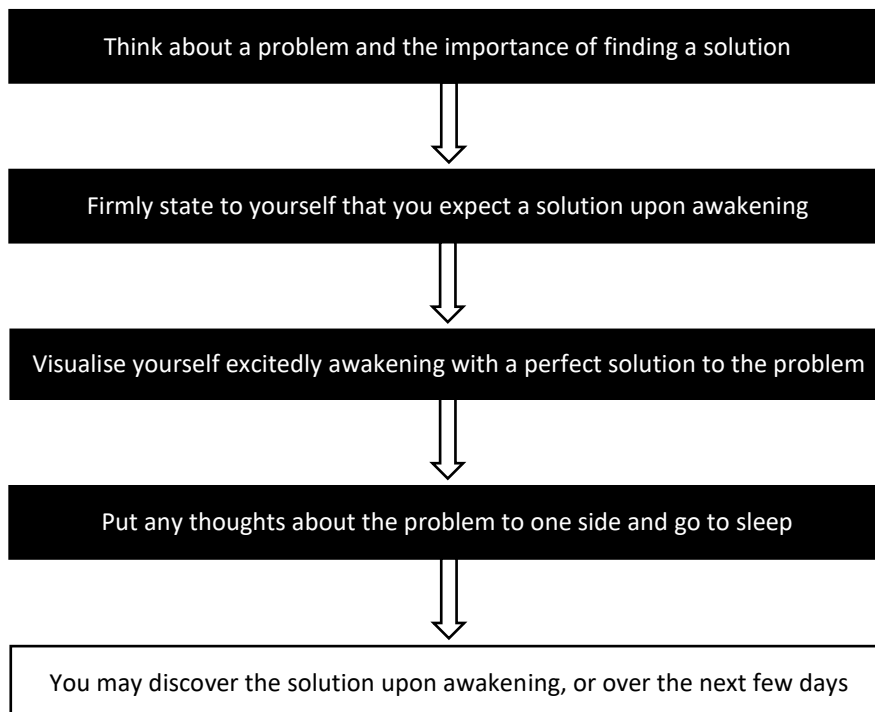 Think about a problem and the importance of finding a solution
Firmly state to yourself that you expect a solution upon awakening
Visualise yourself excitedly awakening with a perfect solution to the problem
Put any thoughts about the problem to one side and go to sleep
You may discover the solution upon awakening, or over the next few days